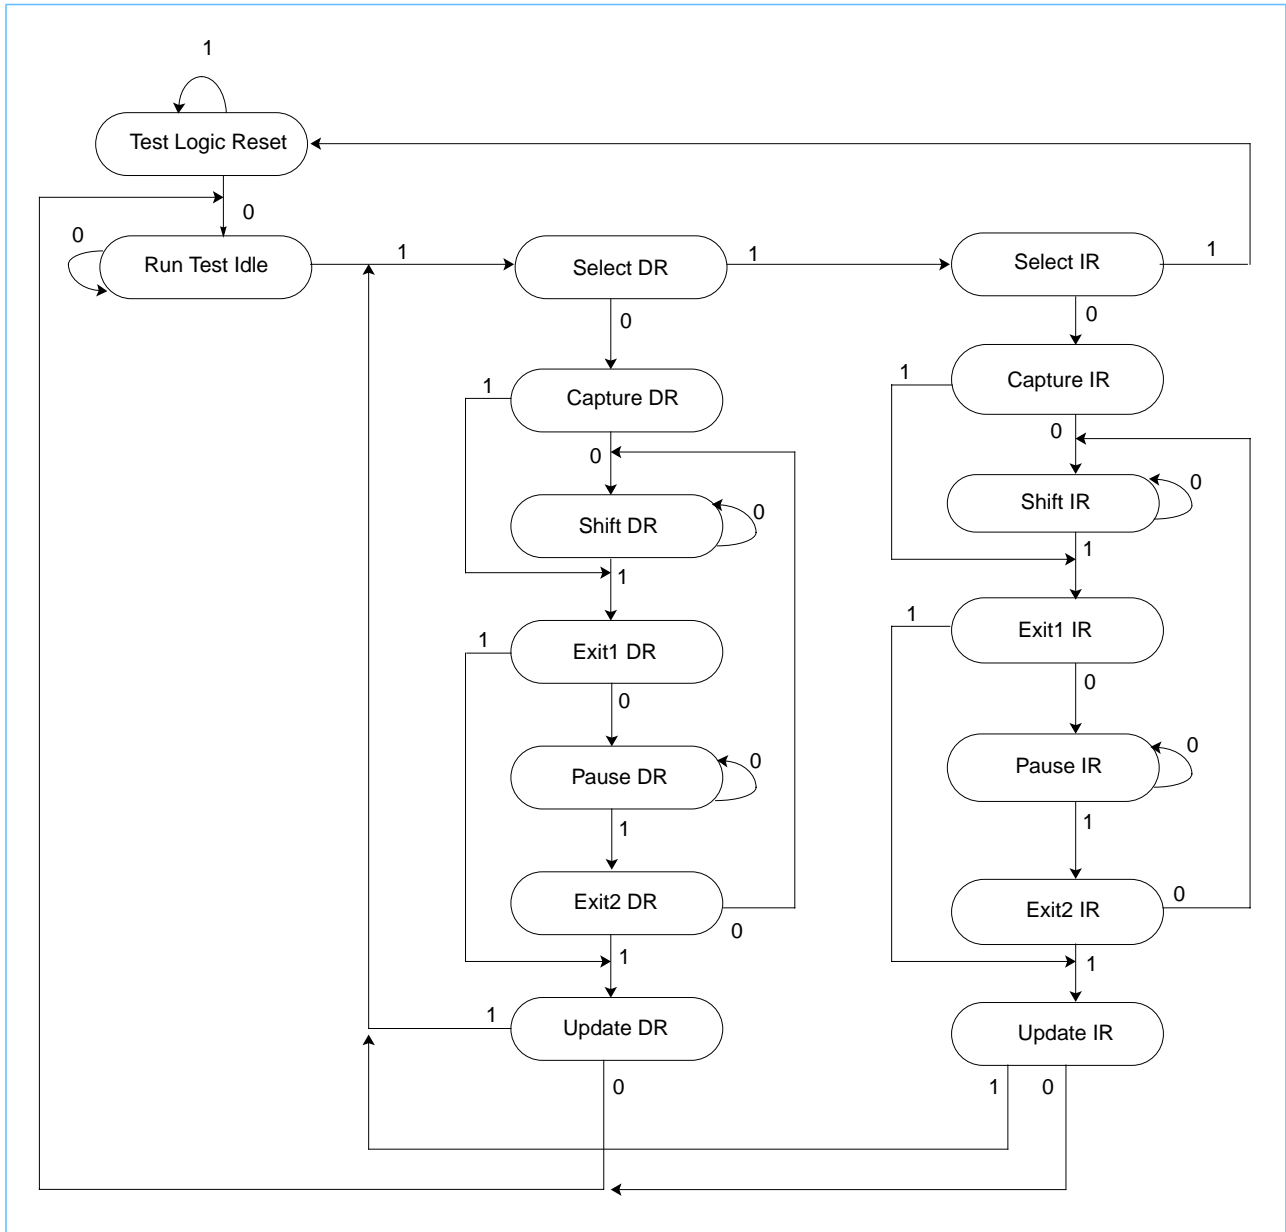 1
Test Logic Reset
0
0
Run Test Idle
1
Select DR
1
Select IR
1
0
0
1
Capture DR
1
Capture IR
0
0
Shift DR
0
Shift IR
0
1
1
1
Exit1 DR
1
Exit1 IR
0
0
Pause DR
0
Pause IR
0
1
1
Exit2 DR
0
Exit2 IR
0
1
1
1
Update DR
Update IR
0
1
0